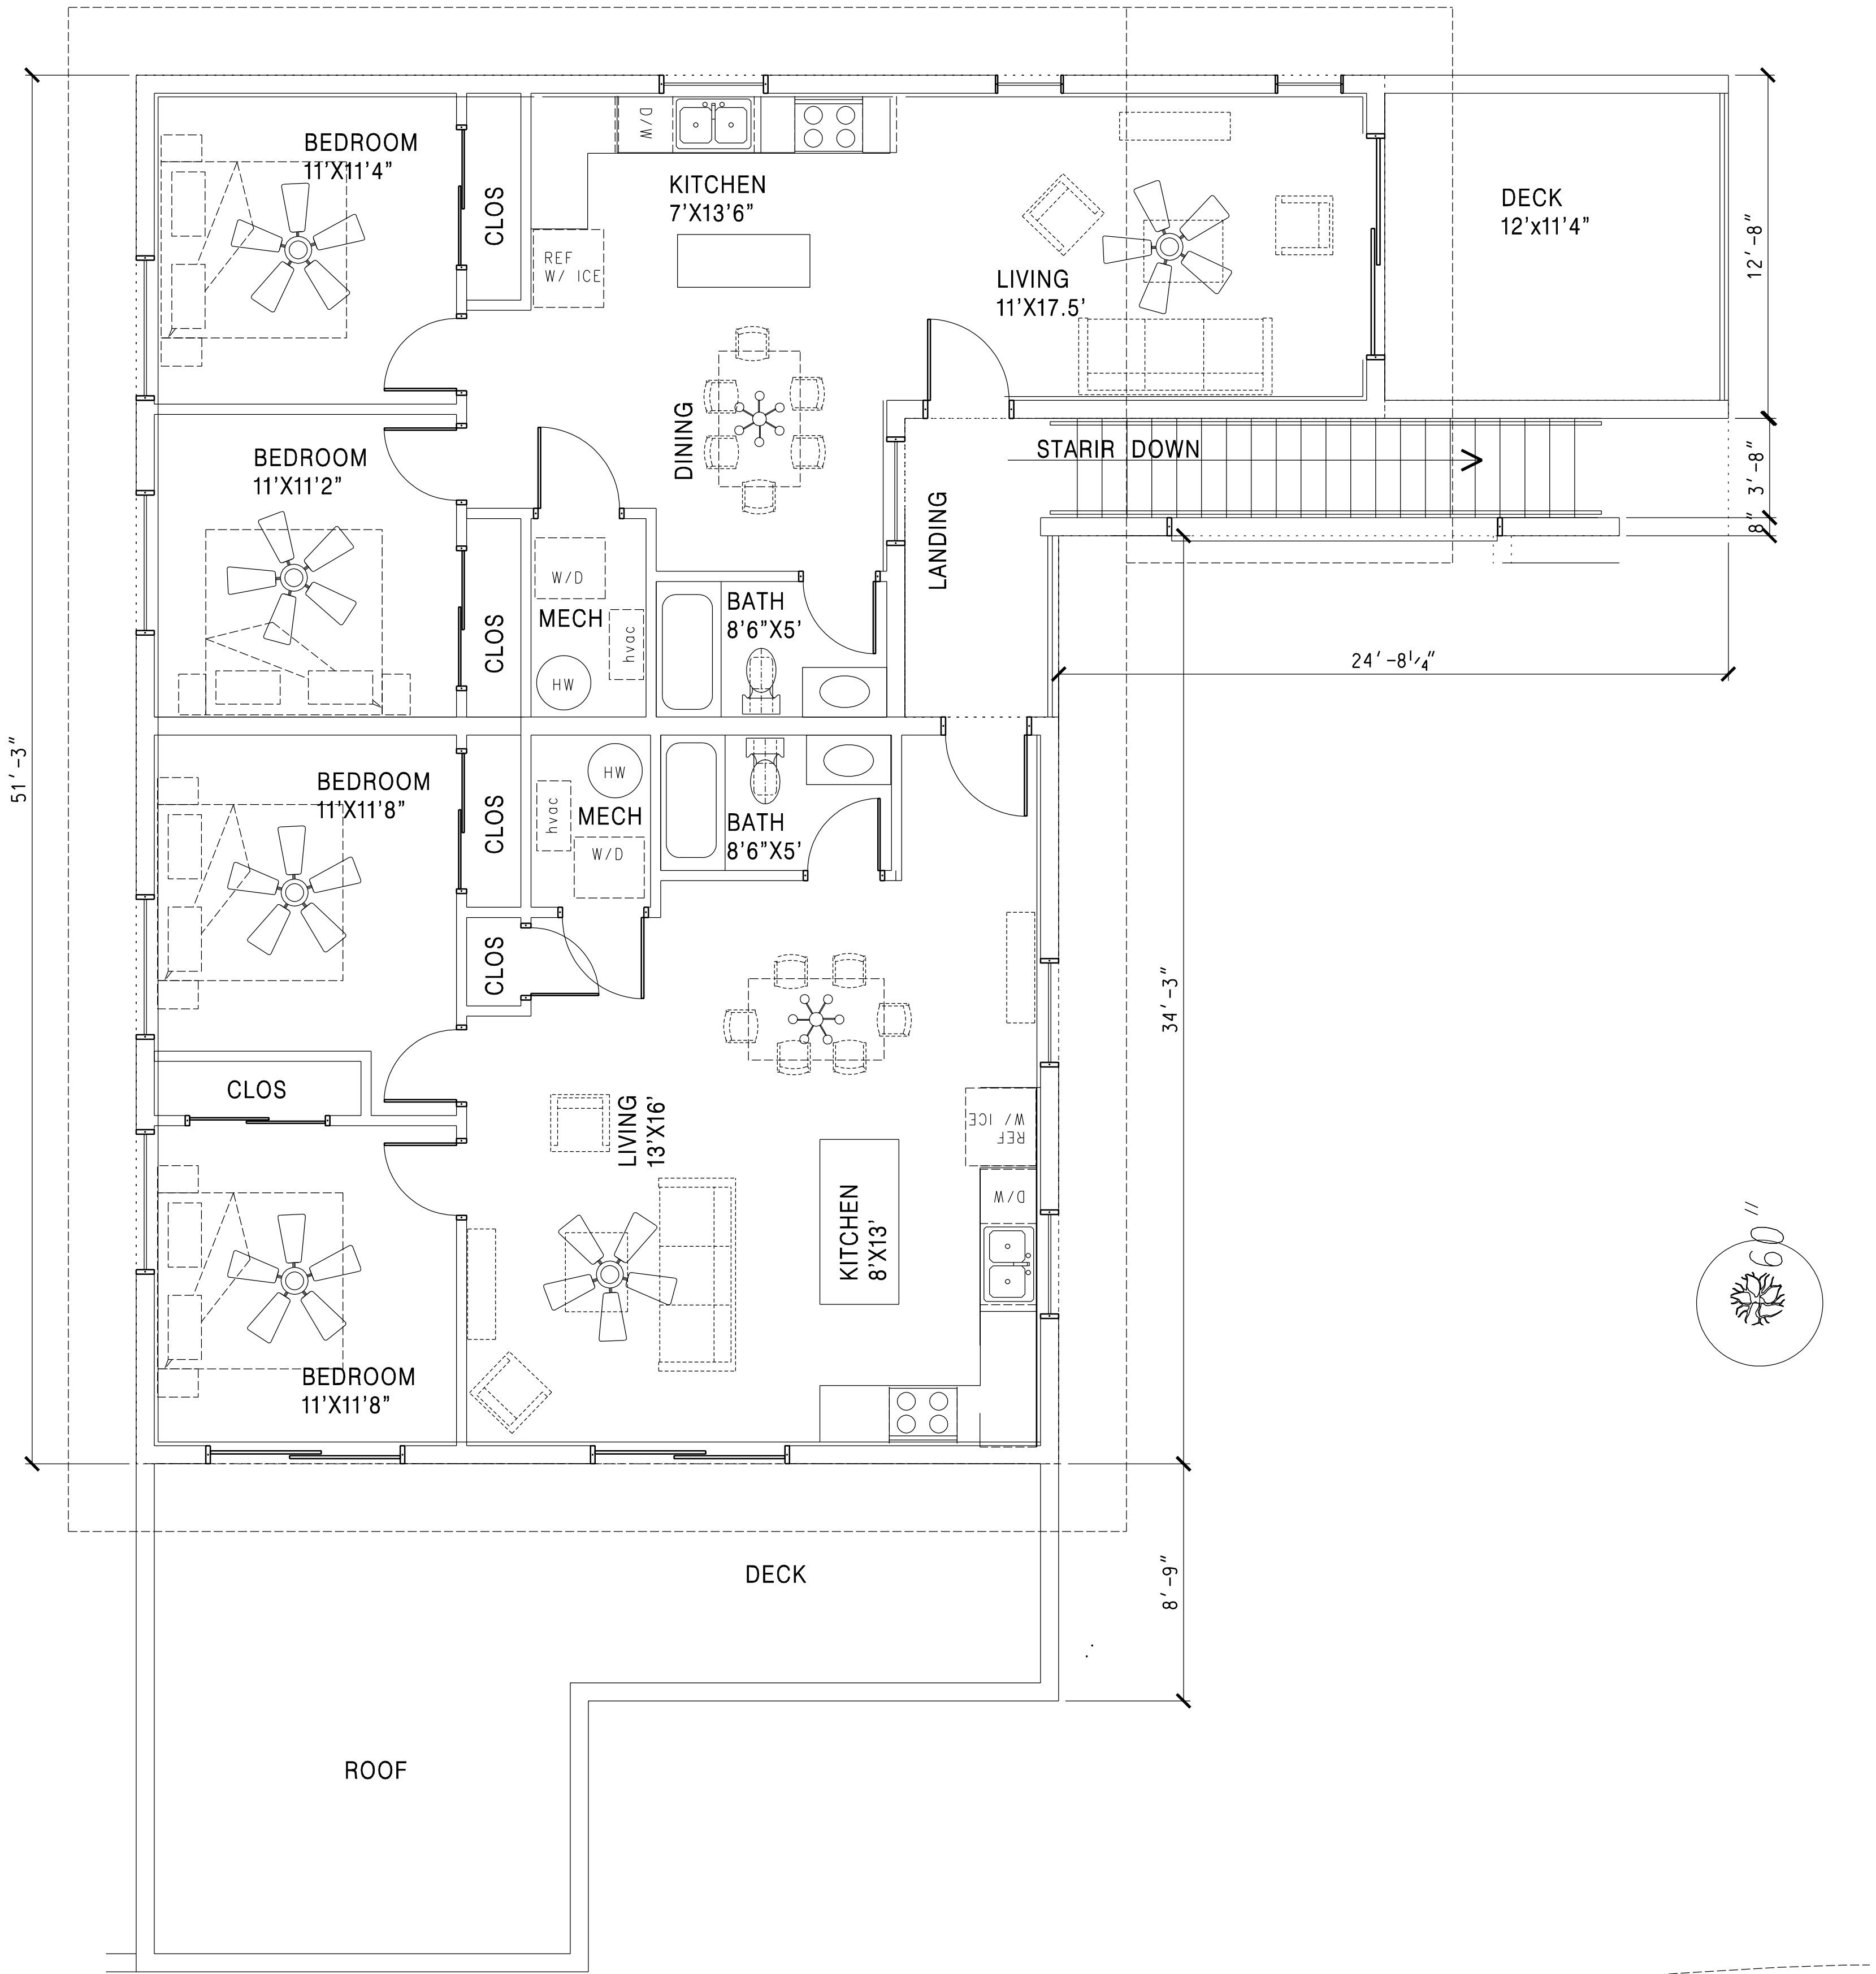 BEDROOM
11'X11'4"
CLOS
D/W
KITCHEN
7'X13'6"
REF
W/ ICE
LIVING
11'X17.5'
DECK
12'x11'4"
12'-8"
DINING
BEDROOM
11'X11'2"
STARIR DOWN
3'-8"
8"
LANDING
CLOS
W/D
MECH
hvac
HW
BATH
8'6"X5'
24'-8¼"
51'-3"
BEDROOM
11'X11'8"
CLOS
HW
hvac
MECH
W/D
BATH
8'6"X5'
CLOS
34'-3"
CLOS
LIVING
13'X16'
REF
W/ ICE
D/W
KITCHEN
8'X13'
60"
BEDROOM
11'X11'8"
DECK
8'-9"
ROOF